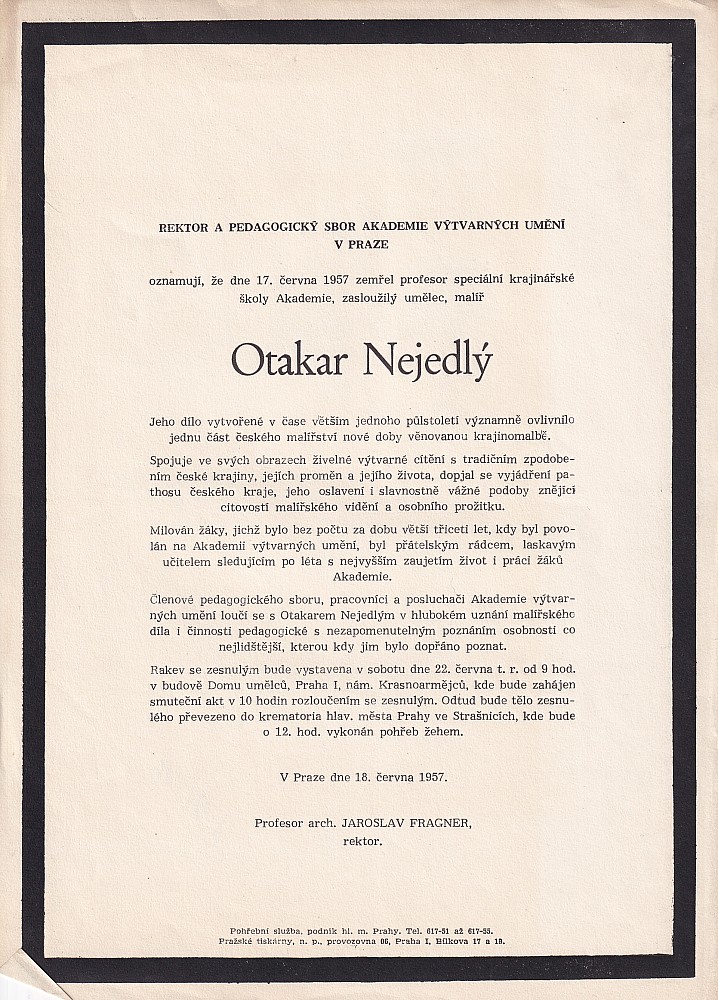 REKTOR A PEDAGOGICKÝ SBOR AKADEMIE VÝTVARNÝCH UMĚNÍ
V PRAZE
oznamují, že dne 17. června 1957 zemřel profesor speciální krajinářské
školy Akademie, zasloužilý umělec, malíř
Otakar Nejedlý
Jeho dílo vytvořené v čase větším jednoho půlstoletí významně ovlivnilo
jednu část českého malířství nové doby věnovanou krajinomalbě.
Spojuje ve svých obrazech živelné výtvarné cítění s tradičním zpodobe-
ním české krajiny, jejích proměn a jejího života, dopjal se vyjádření pa-
thosu českého kraje, jeho oslavení i slavnostně vážné podoby znějící
citovostí malířského vidění a osobního prožitku.
Milován žáky, jichž bylo bez počtu za dobu větší třiceti let, kdy byl povo-
lán na Akademii výtvarných umění, byl přátelským rádcem, laskavým
učitelem sledujícím po léta s nejvyšším zaujetím život i práci žáků
Akademie.
Členové pedagogického sboru, pracovníci a posluchači Akademie výtvar-
ných umění loučí se s Otakarem Nejedlým v hlubokém uznání malířského
díla i činnosti pedagogické s nezapomenutelným poznáním osobnosti co
nejlidštější, kterou kdy jim bylo dopřáno poznat.
Rakev se zesnulým bude vystavena v sobotu dne 22. června t. r. od 9 hod.
v budově Domu umělců, Praha I, nám. Krasnoarmějců, kde bude zahájen
smuteční akt v 10 hodin rozloučením se zesnulým. Odtud bude tělo zesnu-
lého převezeno do krematoria hlav. města Prahy ve Strašnicích, kde bude
o 12. hod. vykonán pohřeb žehem.
V Praze dne 18. června 1957.
Profesor arch. JAROSLAV FRAGNER,
rektor.
Pohřební služba, podnik hl. m. Prahy. Tel. 617-51 až 617-55.
Pražské tiskárny, n. p., provozovna 06, Praha I, Bílkova 17 a 19.